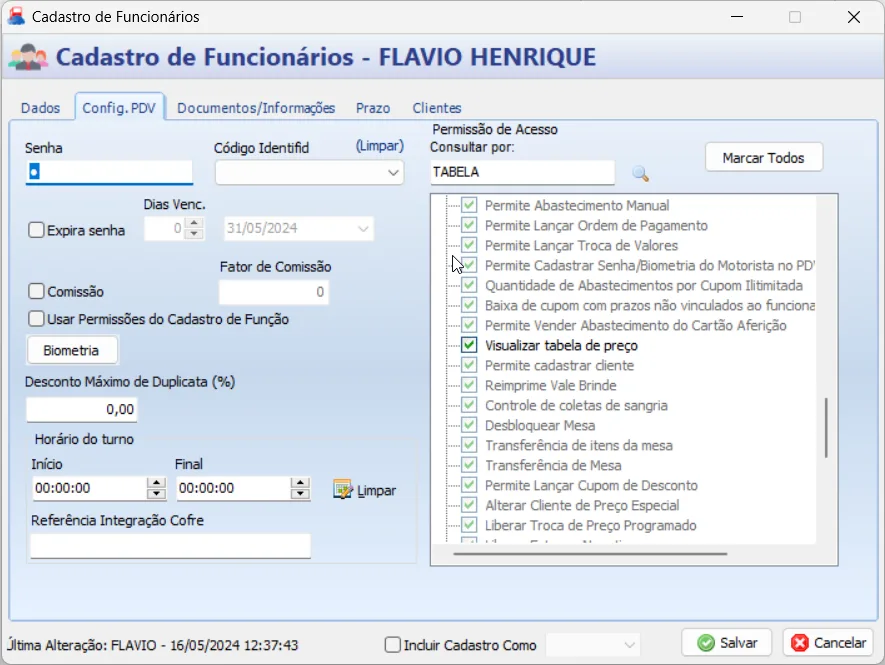 Cadastro de Funcionários
Cadastro de Funcionários - FLAVIO HENRIQUE
Dados Config. PDV Documentos/Informações Prazo Clientes
Senha
Código Identifid
(Limpar)
Expira senha
Dias Venc.
0
31/05/2024
Fator de Comissão
Comissão
0
Usar Permissões do Cadastro de Função
Biometria
Desconto Máximo de Duplicata (%)
0,00
Horário do turno
Início
Final
00:00:00
00:00:00
Limpar
Referência Integração Cofre
Permissão de Acesso
Consultar por:
TABELA
Marcar Todos
Permite Abastecimento Manual
Permite Lançar Ordem de Pagamento
Permite Lançar Troca de Valores
Permite Cadastrar Senha/Biometria do Motorista no PDV
Quantidade de Abastecimentos por Cupom Ilitimitada
Baixa de cupom com prazos não vinculados ao funciona
Permite Vender Abastecimento do Cartão Aferição
Visualizar tabela de preço
Permite cadastrar cliente
Reimprime Vale Brinde
Controle de coletas de sangria
Desbloquear Mesa
Transferência de itens da mesa
Transferência de Mesa
Permite Lançar Cupom de Desconto
Alterar Cliente de Preço Especial
Liberar Troca de Preço Programado
Última Alteração: FLAVIO - 16/05/2024 12:37:43
Incluir Cadastro Como
Salvar
Cancelar